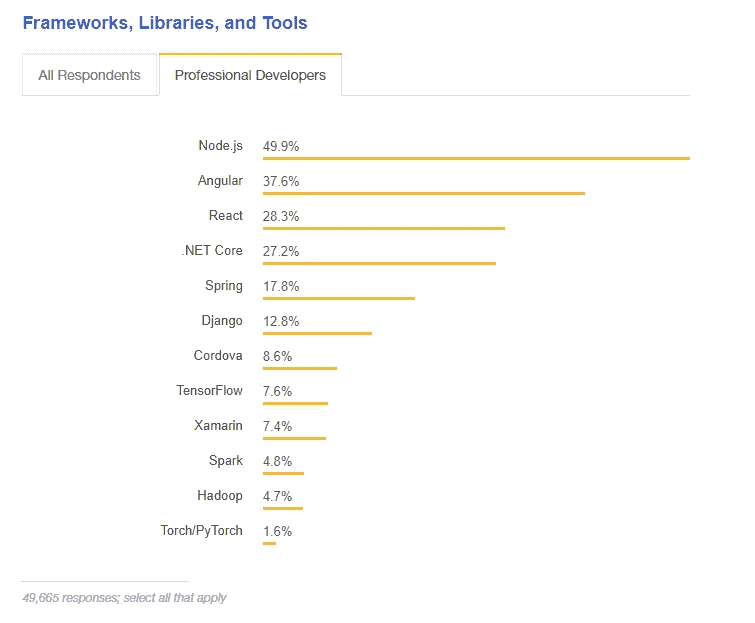 Frameworks, Libraries, and Tools
All Respondents Professional Developers
Node.js 49.9%
Angular 37.6%
React 28.3%
.NET Core 27.2%
Spring 17.8%
Django 12.8%
Cordova 8.6%
TensorFlow 7.6%
Xamarin 7.4%
Spark 4.8%
Hadoop 4.7%
Torch/PyTorch 1.6%
49,665 responses; select all that apply